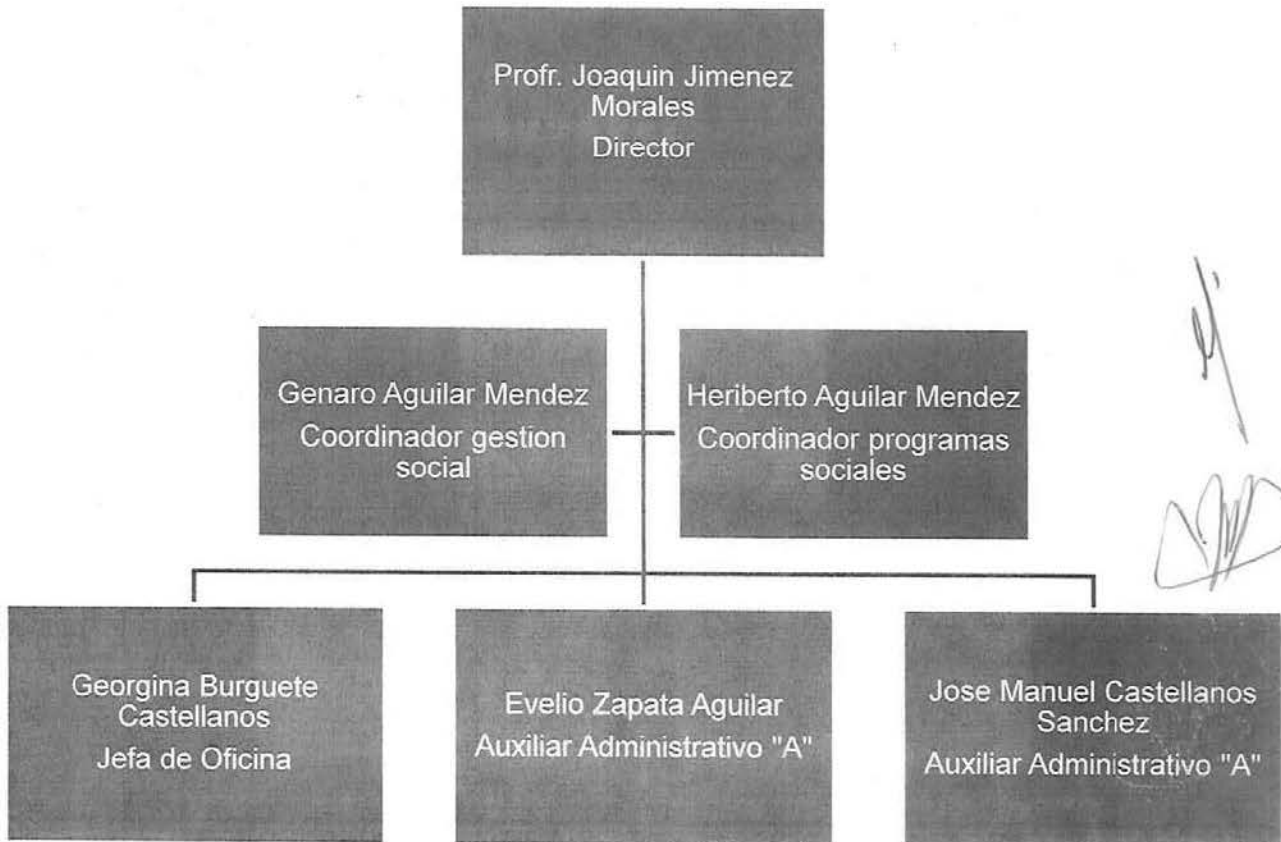 Profr. Joaquin Jimenez
Morales
Director
Genaro Aguilar Mendez
Coordinador gestion
social
Heriberto Aguilar Mendez
Coordinador programas
sociales
Georgina Burguete
Castellanos
Jefa de Oficina
Evelio Zapata Aguilar
Auxiliar Administrativo "A"
Jose Manuel Castellanos
Sanchez
Auxiliar Administrativo "A"